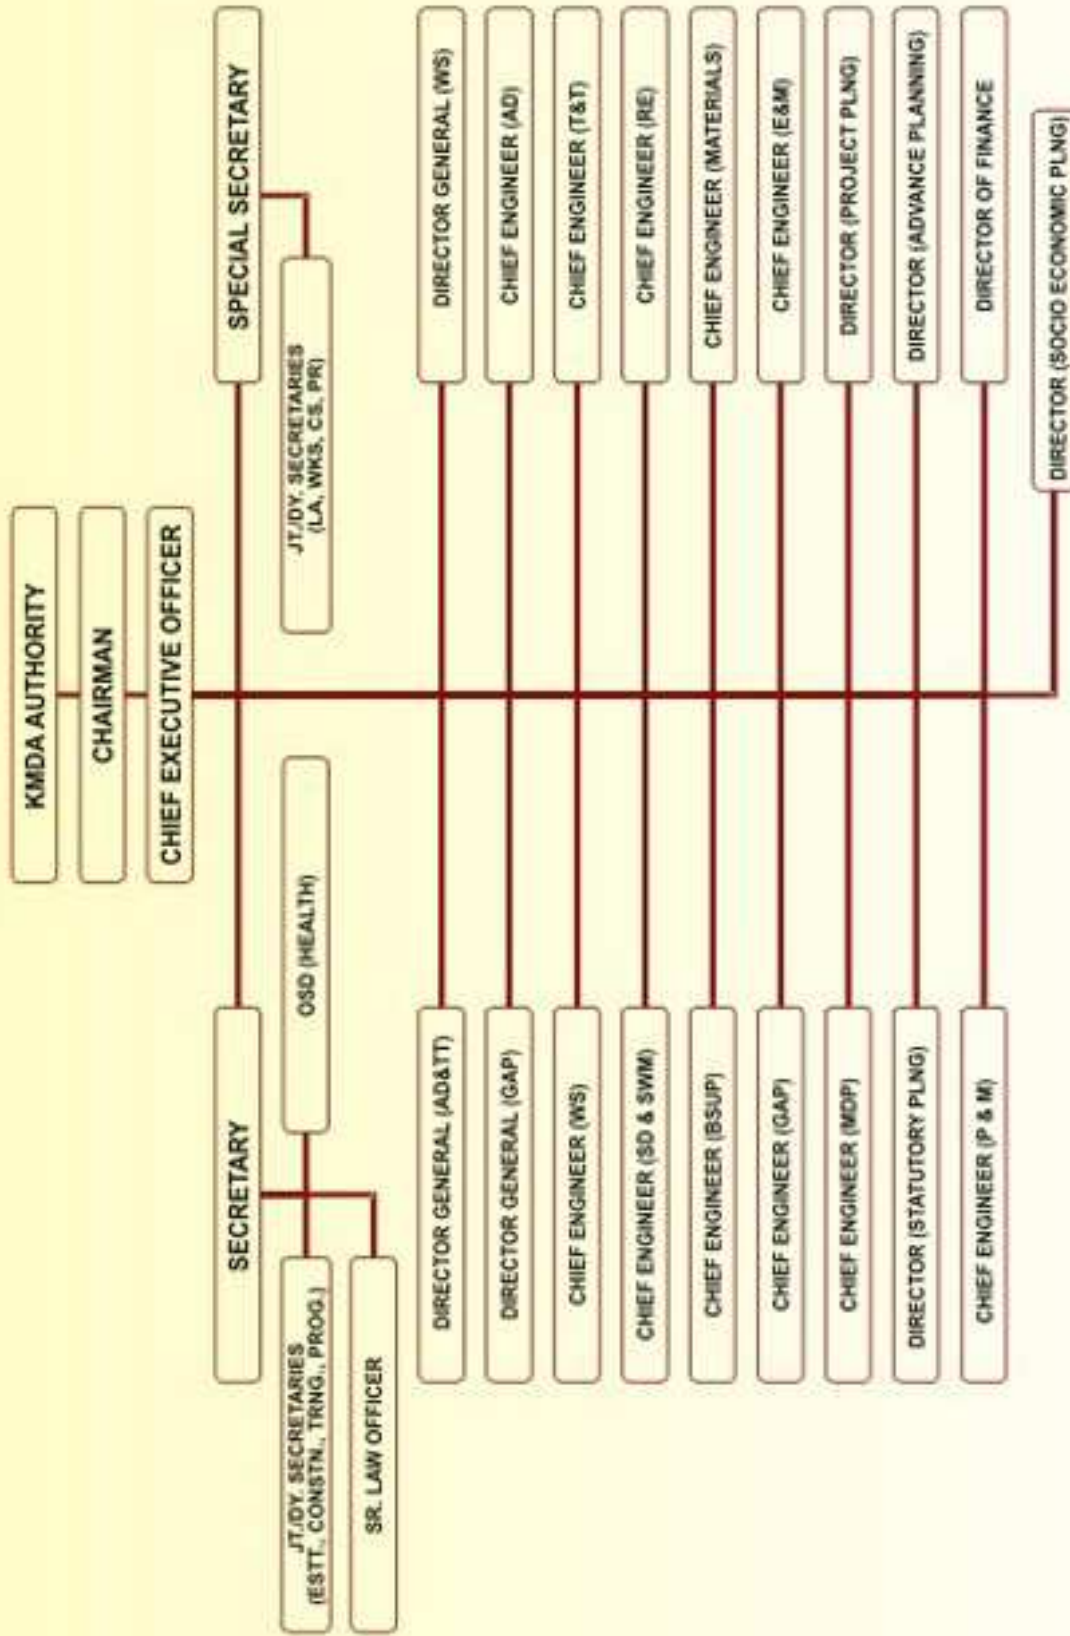 KMDA AUTHORITY
CHAIRMAN
CHIEF EXECUTIVE OFFICER
SECRETARY
SPECIAL SECRETARY
JT./DY. SECRETARIES
(ESTT., CONSTN., TRNG., PROG.)
OSD (HEALTH)
JT./DY. SECRETARIES
(LA, WKS, CS, PR)
SR. LAW OFFICER
DIRECTOR GENERAL (AD&TT)
DIRECTOR GENERAL (WS)
DIRECTOR GENERAL (GAP)
CHIEF ENGINEER (AD)
CHIEF ENGINEER (WS)
CHIEF ENGINEER (T&T)
CHIEF ENGINEER (SD & SWM)
CHIEF ENGINEER (RE)
CHIEF ENGINEER (BSUP)
CHIEF ENGINEER (MATERIALS)
CHIEF ENGINEER (GAP)
CHIEF ENGINEER (E&M)
CHIEF ENGINEER (MDP)
DIRECTOR (PROJECT PLNG)
DIRECTOR (STATUTORY PLNG)
DIRECTOR (ADVANCE PLANNING)
CHIEF ENGINEER (P & M)
DIRECTOR OF FINANCE
DIRECTOR (SOCIO ECONOMIC PLNG)